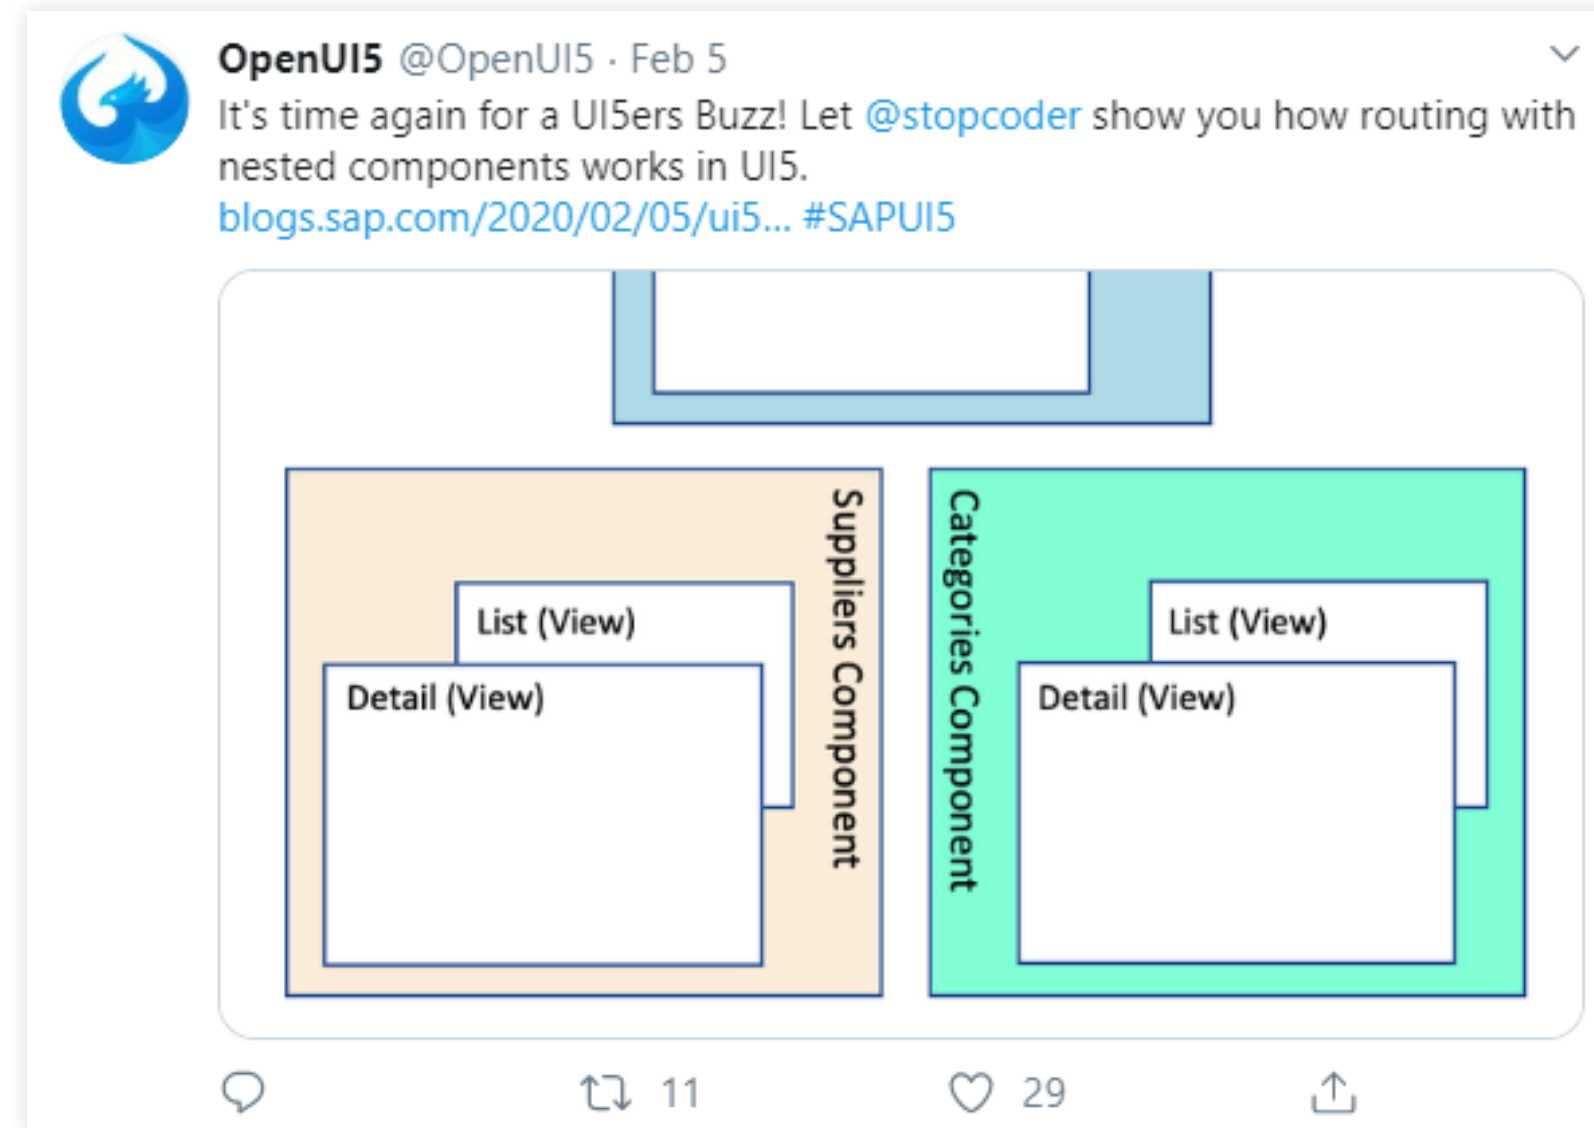 OpenUI5 @OpenUI5 · Feb 5
It's time again for a UI5ers Buzz! Let @stopcoder show you how routing with
nested components works in UI5.
blogs.sap.com/2020/02/05/ui5... #SAPUI5
Suppliers Component
List (View)
Detail (View)
Categories Component
List (View)
Detail (View)
11
29